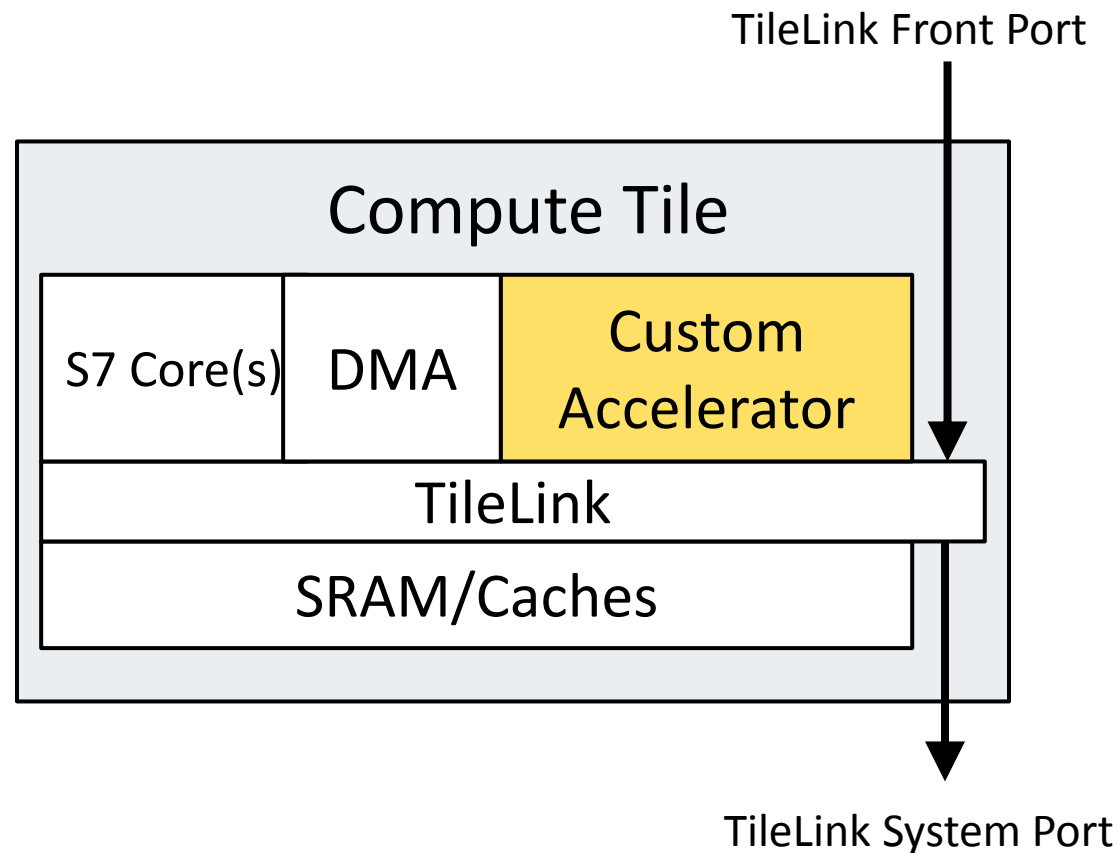 TileLink Front Port
Compute Tile
S7 Core(s)
DMA
Custom
Accelerator
TileLink
SRAM/Caches
TileLink System Port